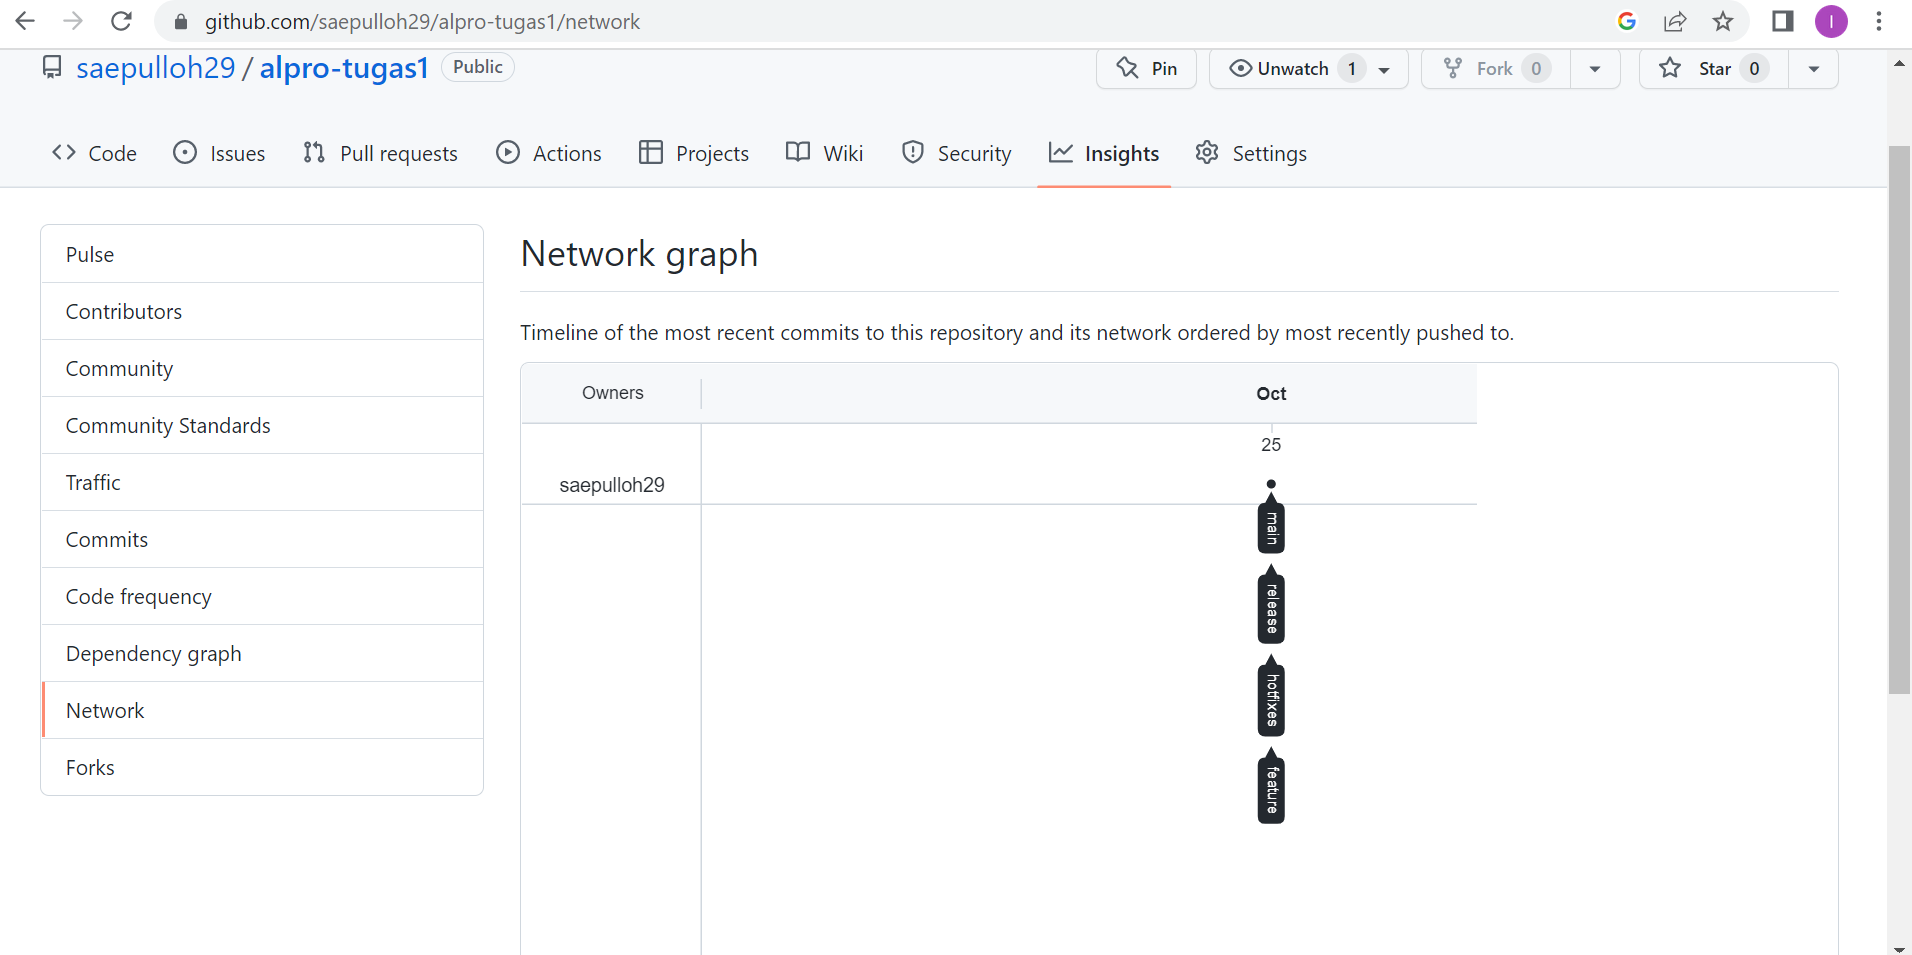 github.com/saepulloh29/alpro-tugas1/network
I
saepulloh29 / alpro-tugas1 Public
Pin
Unwatch 1
Fork 0
Star 0
Code
Issues
Pull requests
Actions
Projects
Wiki
Security
Insights
Settings
Pulse
Contributors
Community
Community Standards
Traffic
Commits
Code frequency
Dependency graph
Network
Forks
Network graph
Timeline of the most recent commits to this repository and its network ordered by most recently pushed to.
Owners
Oct
25
saepulloh29
main
release
hotfixes
feature